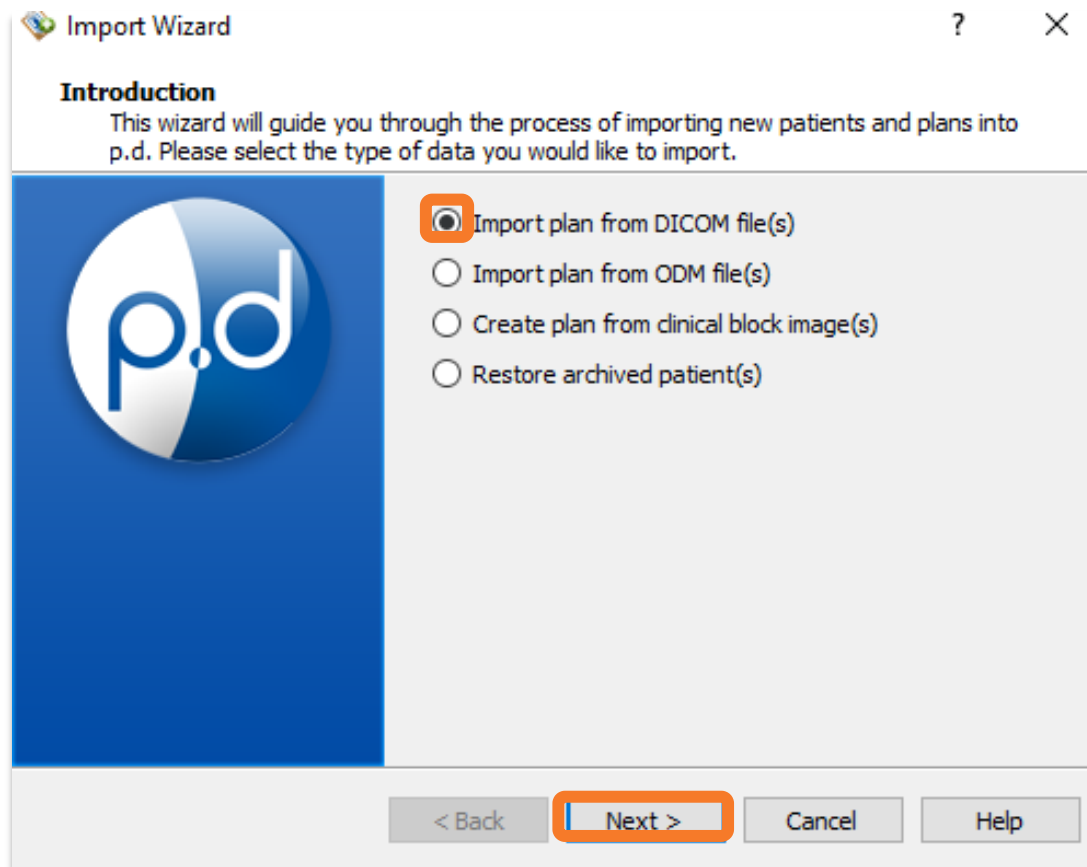 Import Wizard
?
Introduction
This wizard will guide you through the process of importing new patients and plans into
p.d. Please select the type of data you would like to import.
p.d
Import plan from DICOM file(s)
Import plan from ODM file(s)
Create plan from clinical block image(s)
Restore archived patient(s)
< Back
Next >
Cancel
Help